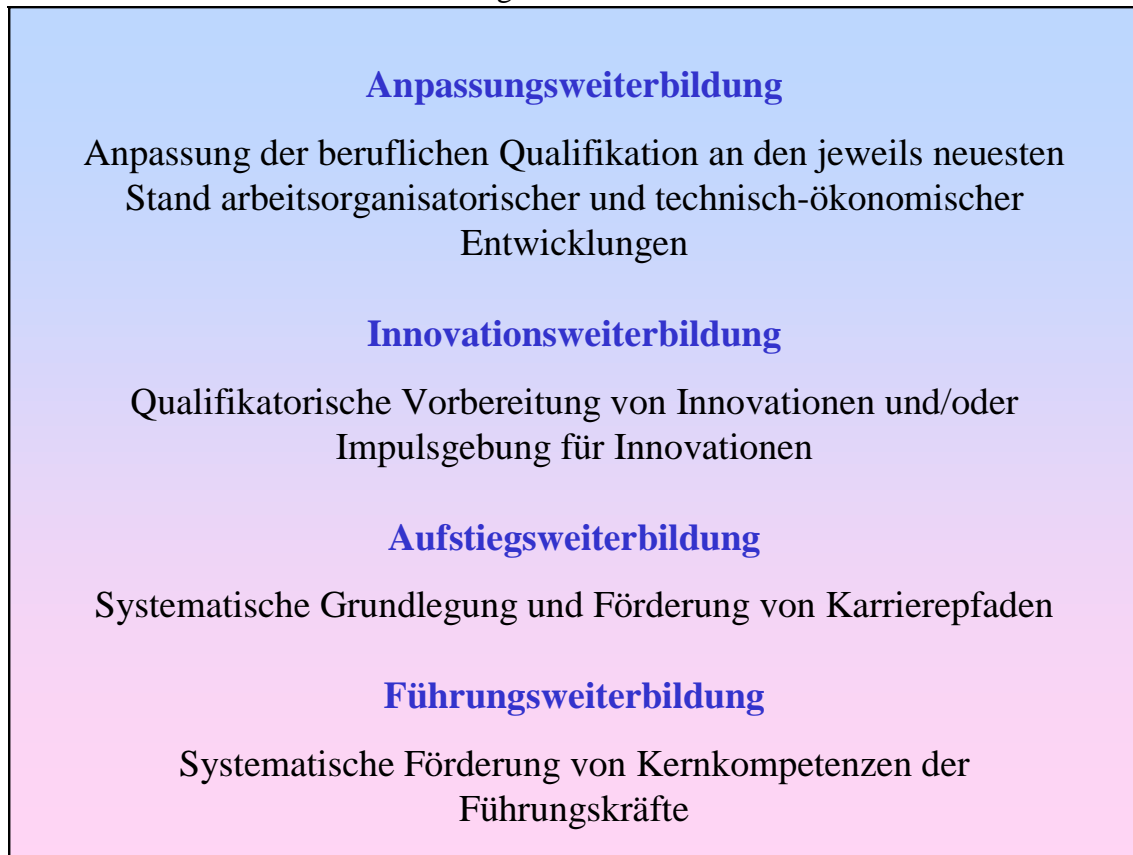 Anpassungsweiterbildung
Anpassung der beruflichen Qualifikation an den jeweils neuesten
Stand arbeitsorganisatorischer und technisch-ökonomischer
Entwicklungen
Innovationsweiterbildung
Qualifikatorische Vorbereitung von Innovationen und/oder
Impulsgebung für Innovationen
Aufstiegsweiterbildung
Systematische Grundlegung und Förderung von Karrierepfaden
Führungsweiterbildung
Systematische Förderung von Kernkompetenzen der
Führungskräfte